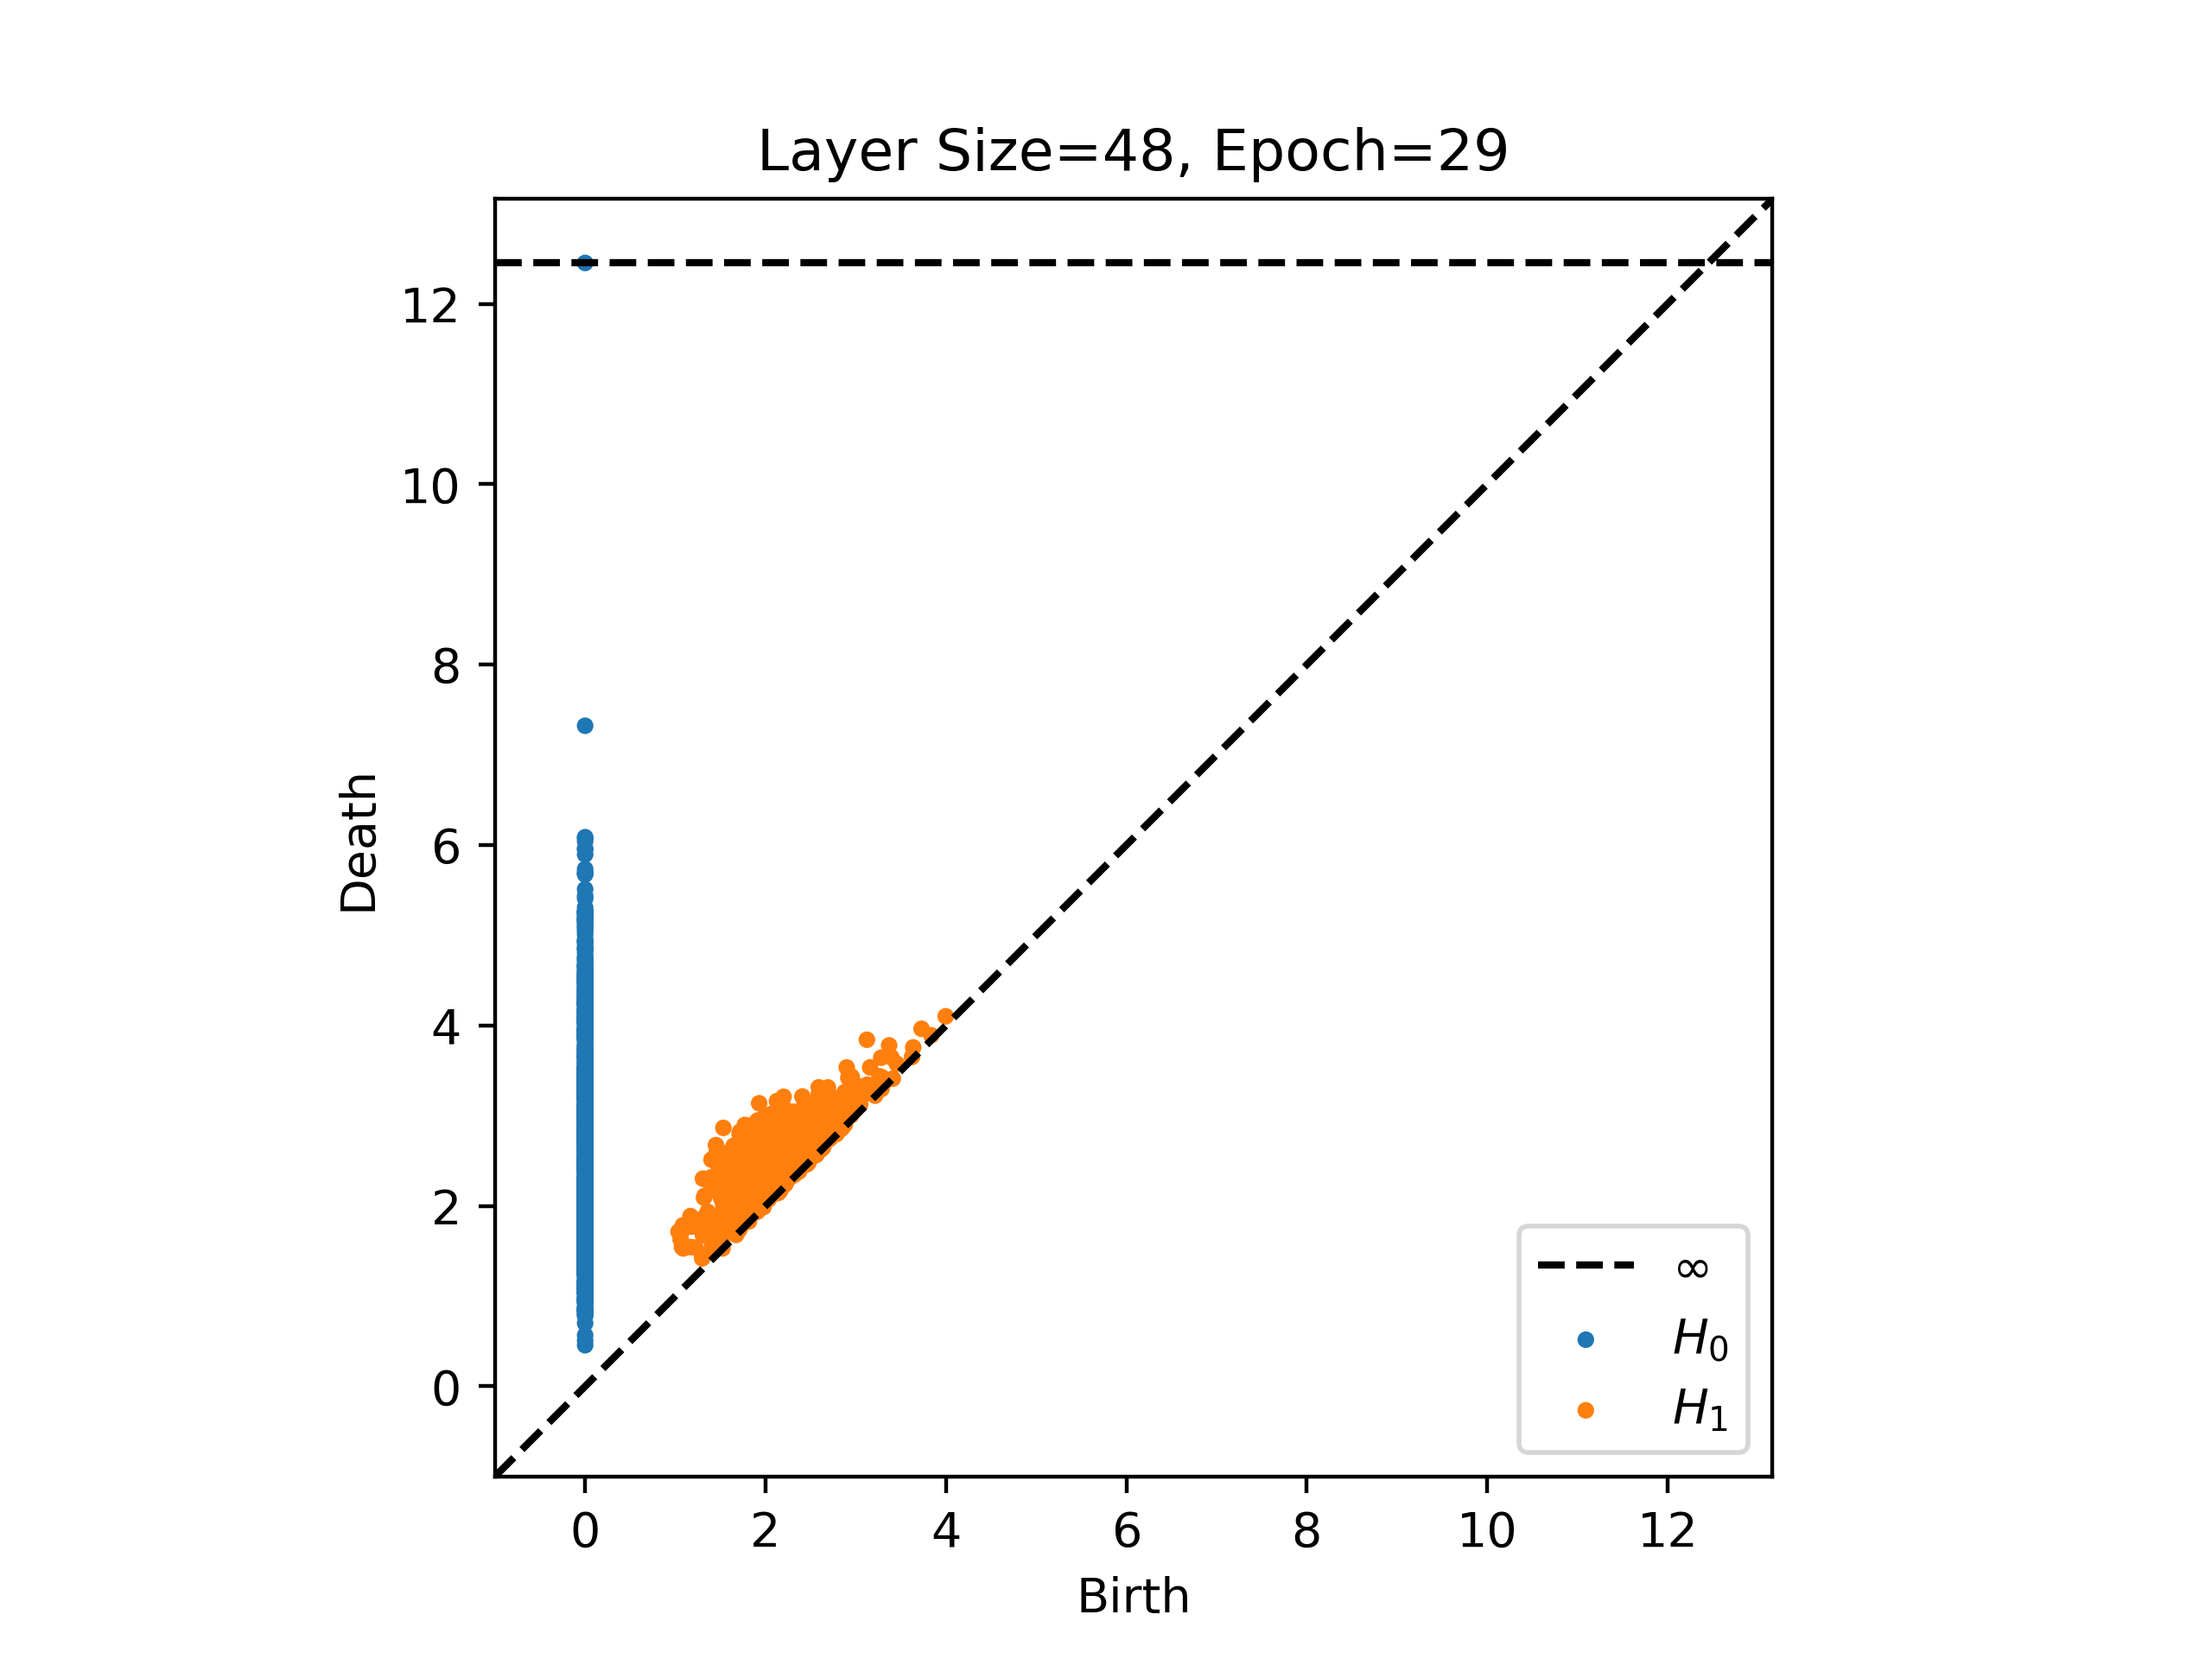 Layer Size=48, Epoch=29
12
10
8
6
4
2
0
Death
∞
H₀
H₁
0 2 4 6 8 10 12
Birth